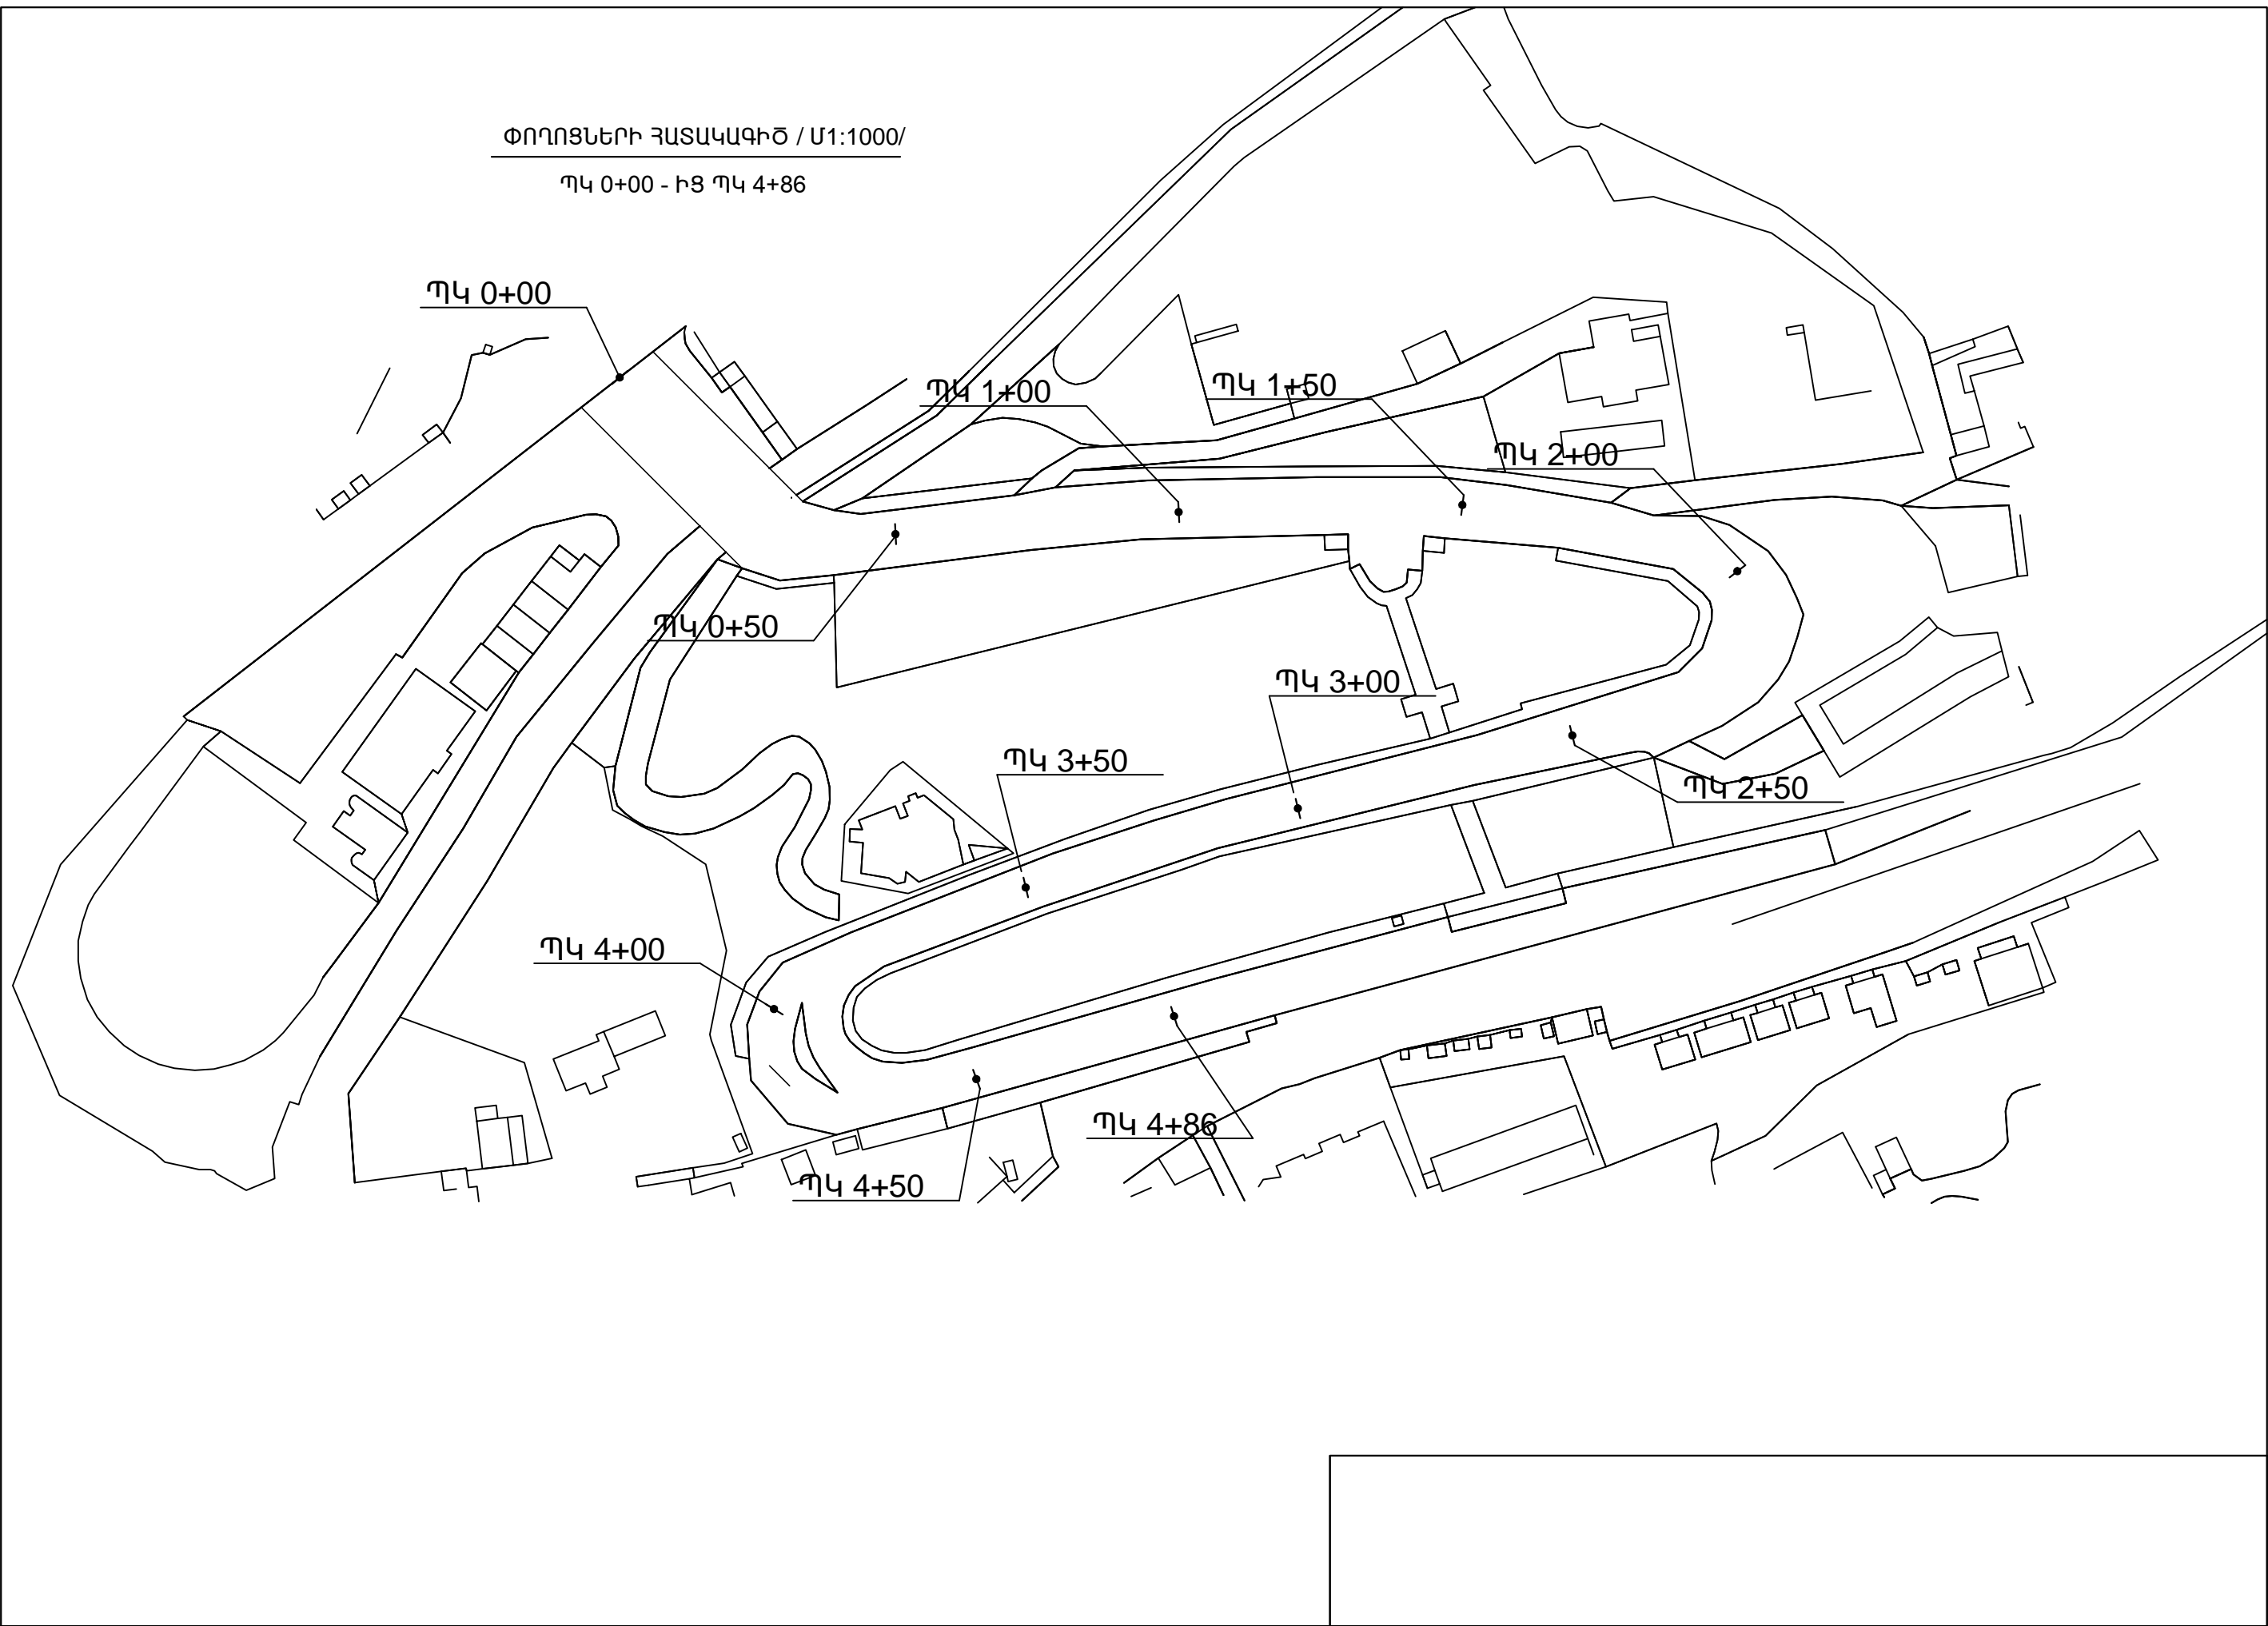 ՓՈՂՈՑՆԵՐԻ ՀԱՏԱԿԱԳԻԾ / Մ1:1000/
ՊԿ 0+00 - ԻՑ ՊԿ 4+86
ՊԿ 0+00
ՊԿ 1+00
ՊԿ 1+50
ՊԿ 2+00
ՊԿ 0+50
ՊԿ 3+00
ՊԿ 3+50
ՊԿ 2+50
ՊԿ 4+00
ՊԿ 4+86
ՊԿ 4+50